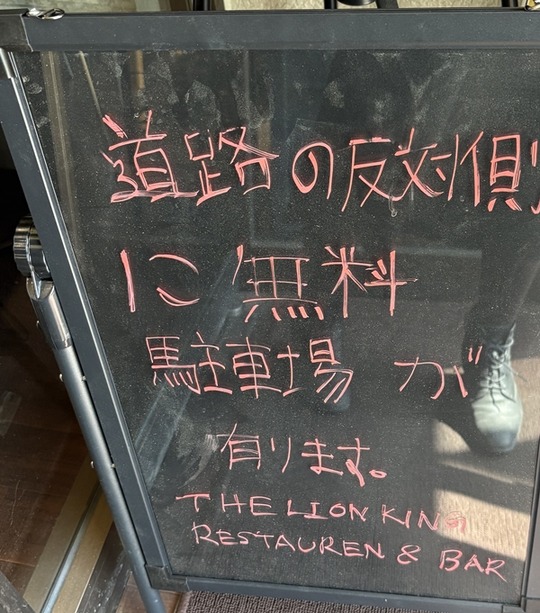 道路の反対側
に無料
駐車場が
有ります。
THE LION KING
RESTAUREN & BAR